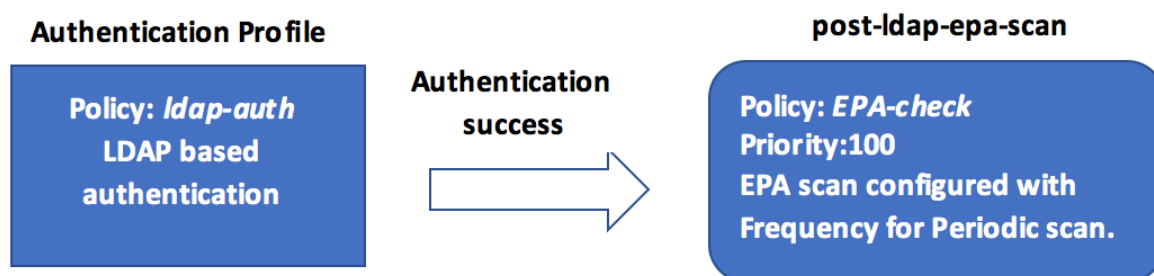 Authentication Profile
Policy: ldap-auth
LDAP based
authentication
Authentication
success
post-ldap-epa-scan
Policy: EPA-check
Priority:100
EPA scan configured with
Frequency for Periodic scan.